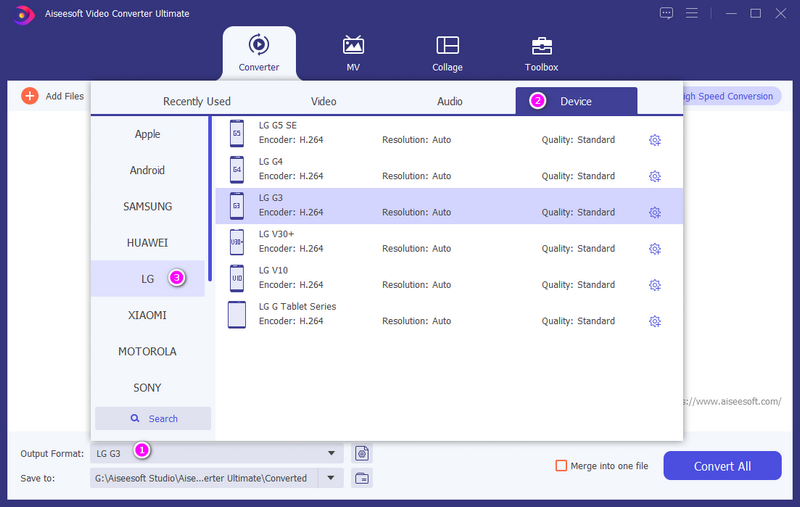 Aiseesoft Video Converter Ultimate
Converter
MV
Collage
Toolbox
Add Files
High Speed Conversion
Recently Used
Video
Audio
2
Device
Apple
Android
SAMSUNG
HUAWEI
LG
3
XIAOMI
MOTOROLA
SONY
Search
G5
LG G5 SE
Encoder: H.264
Resolution: Auto
Quality: Standard
G4
LG G4
Encoder: H.264
Resolution: Auto
Quality: Standard
G3
LG G3
Encoder: H.264
Resolution: Auto
Quality: Standard
V30+
LG V30+
Encoder: H.264
Resolution: Auto
Quality: Standard
V10
LG V10
Encoder: H.264
Resolution: Auto
Quality: Standard
LG G Tablet Series
Encoder: H.264
Resolution: Auto
Quality: Standard
s://www.aiseesoft.com/
1
Output Format:
LG G3
Save to:
G:\Aiseesoft Studio\Aise...erter Ultimate\Converted
Merge into one file
Convert All